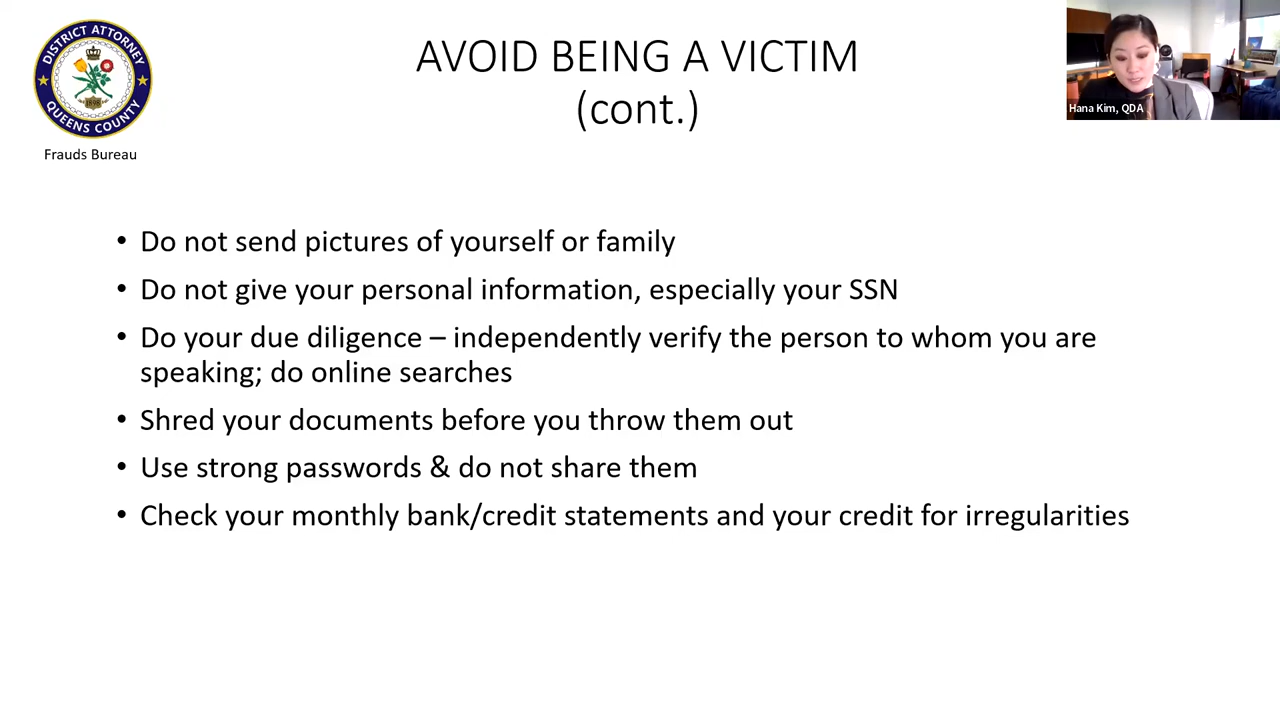 DISTRICT ATTORNEY
1898
QUEENS COUNTY
Frauds Bureau
AVOID BEING A VICTIM
(cont.)
Hana Kim, QDA
• Do not send pictures of yourself or family
• Do not give your personal information, especially your SSN
• Do your due diligence – independently verify the person to whom you are
speaking; do online searches
• Shred your documents before you throw them out
• Use strong passwords & do not share them
• Check your monthly bank/credit statements and your credit for irregularities